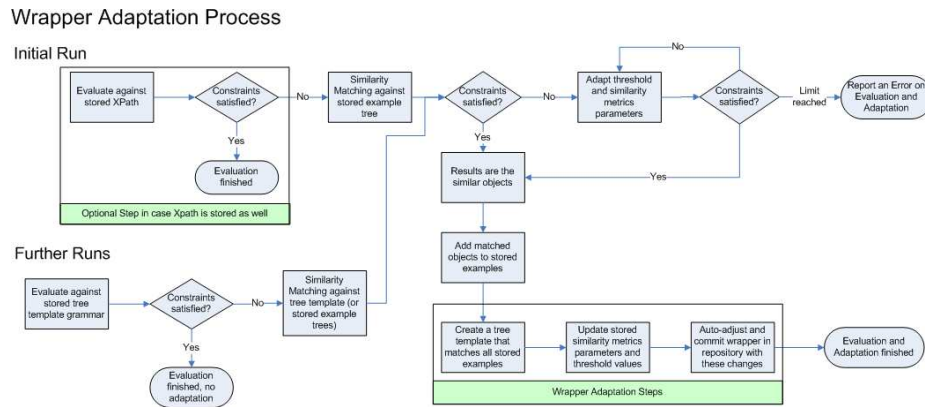 Wrapper Adaptation Process
Initial Run
Evaluate against
stored XPath
Constraints
satisfied?
No
Yes
Evaluation
finished
Optional Step in case Xpath is stored as well
Similarity
Matching against
stored example
tree
Constraints
satisfied?
No
Yes
Adapt threshold
and similarity
metrics
parameters
No
Constraints
satisfied?
Limit
reached
Yes
Report an Error on
Evaluation and
Adaptation
Results are the
similar objects
Add matched
objects to stored
examples
Further Runs
Evaluate against
stored tree
template grammar
Constraints
satisfied?
No
Yes
Evaluation
finished, no
adaptation
Similarity
Matching against
tree template (or
stored example
trees)
Create a tree
template that
matches all stored
examples
Update stored
similarity metrics
parameters and
threshold values
Auto-adjust and
commit wrapper in
repository with
these changes
Evaluation and
Adaptation finished
Wrapper Adaptation Steps